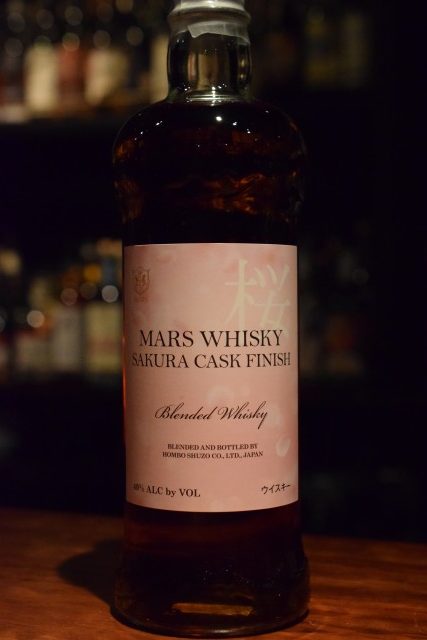 桜
MARS WHISKY
SAKURA CASK FINISH
Blended Whisky
BLENDED AND BOTTLED BY
HOMBO SHUZO CO., LTD., JAPAN
40% ALC by VOL
ウイスキー